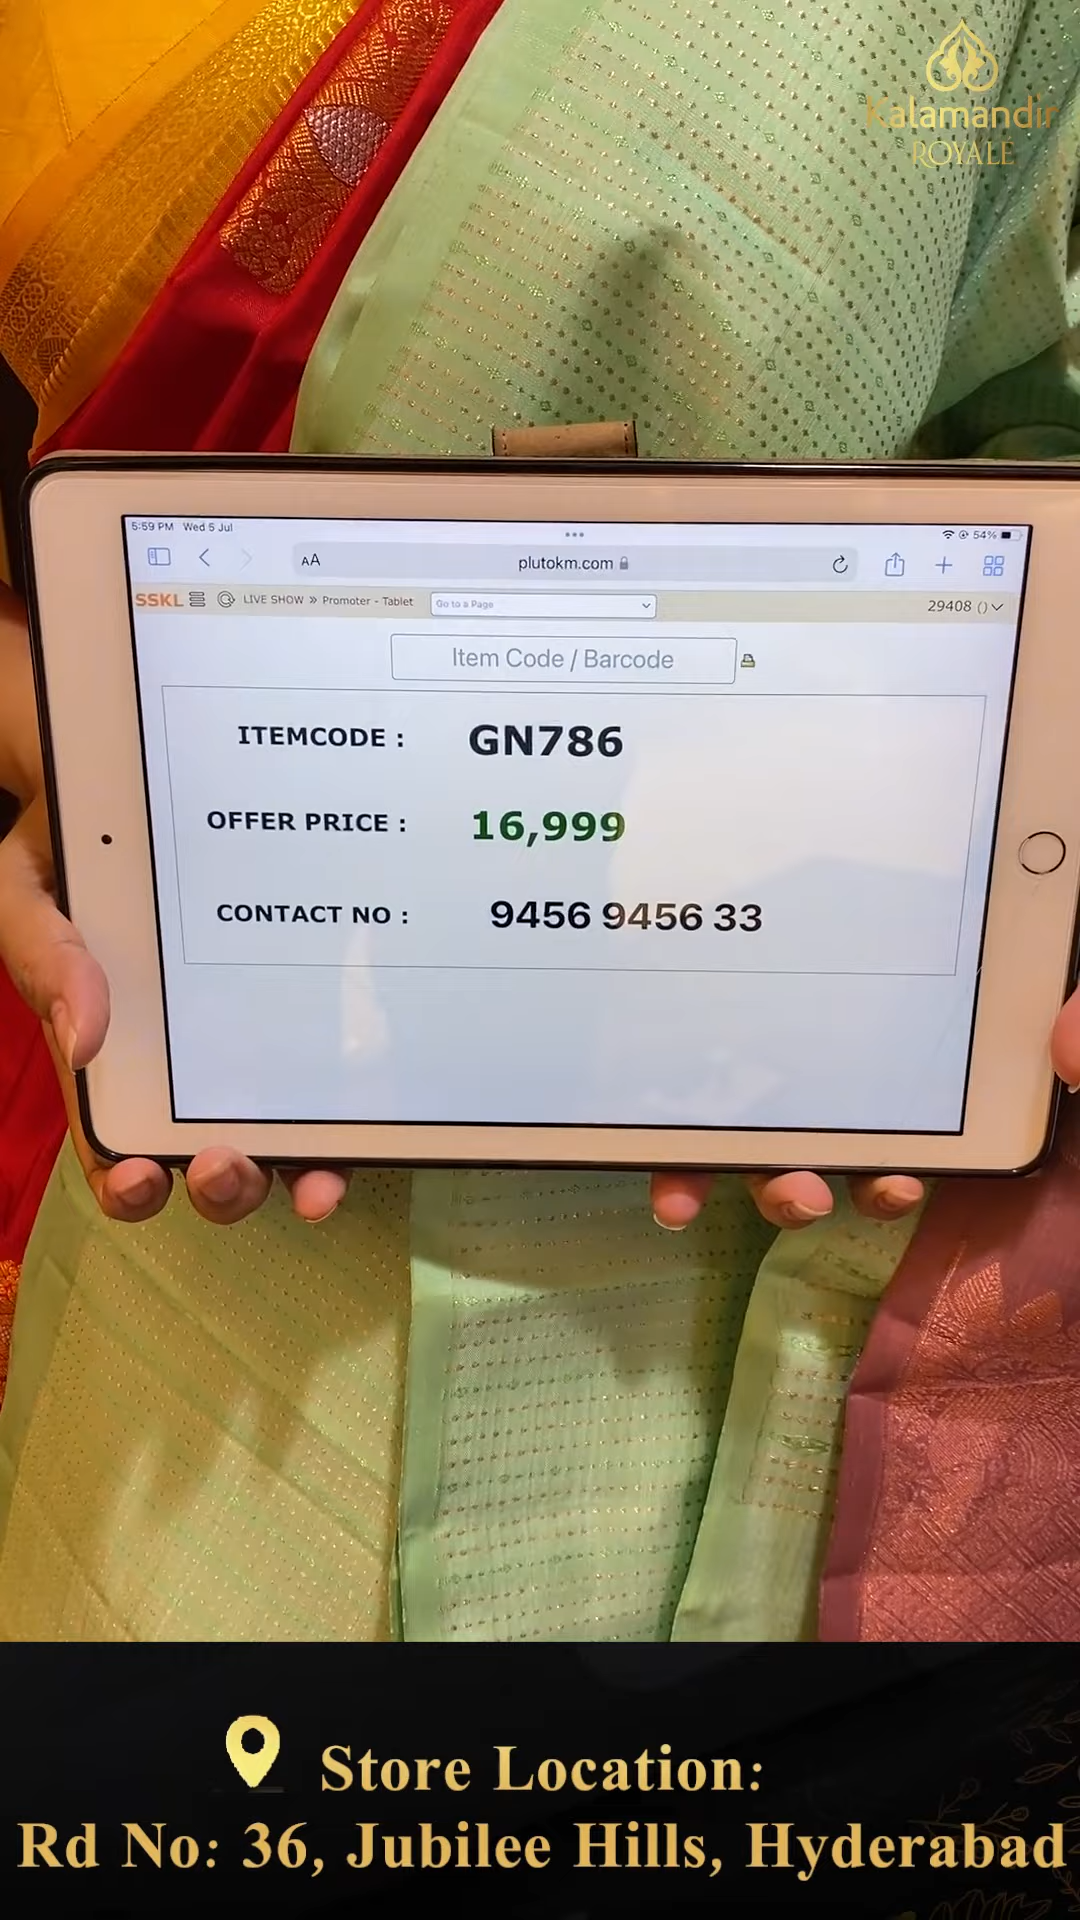 Kalamandir
ROYALE
5:59 PM Wed 5 Jul
54%
AA
plutokm.com
SSKL
LIVE SHOW » Promoter - Tablet
Go to a Page
29408 ()
Item Code / Barcode
ITEMCODE : GN786
OFFER PRICE : 16,999
CONTACT NO : 9456 9456 33
Store Location:
Rd No: 36, Jubilee Hills, Hyderabad